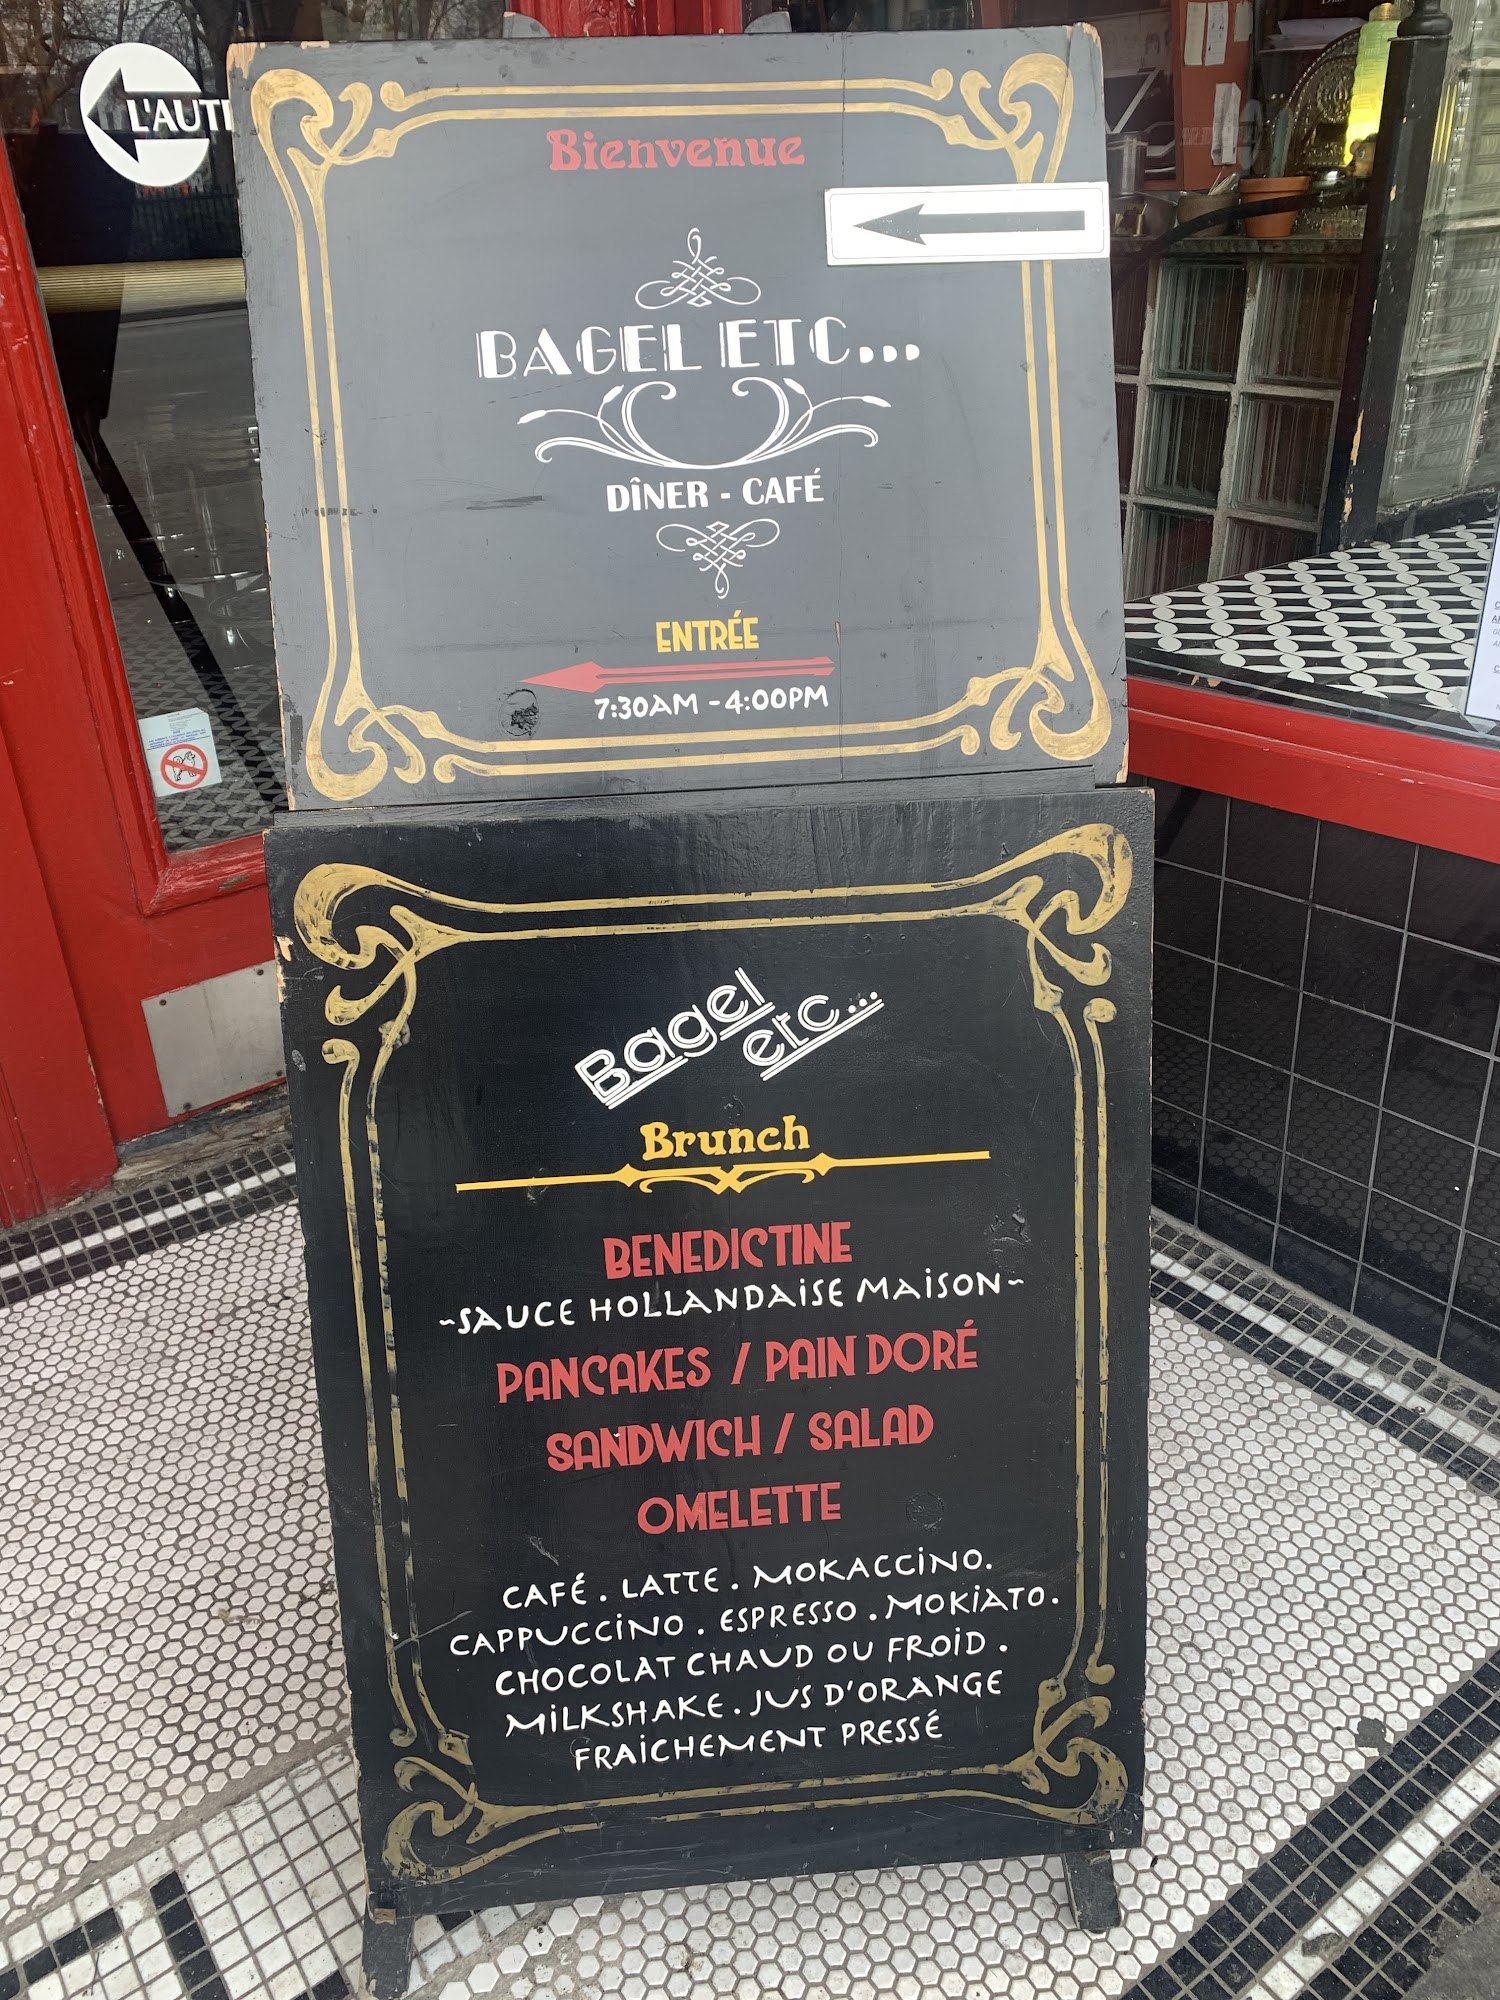 L'AUT
Bienvenue
BAGEL ETC...
DÎNER - CAFÉ
ENTRÉE
7:30AM - 4:00PM
Bagel
etc...
Brunch
BENEDICTINE
~SAUCE HOLLANDAISE MAISON~
PANCAKES / PAIN DORÉ
SANDWICH / SALAD
OMELETTE
CAFÉ . LATTE . MOKACCINO.
CAPPUCCINO . ESPRESSO . MOKIATO.
CHOCOLAT CHAUD OU FROID .
MILKSHAKE . JUS D'ORANGE
FRAICHEMENT PRESSÉ